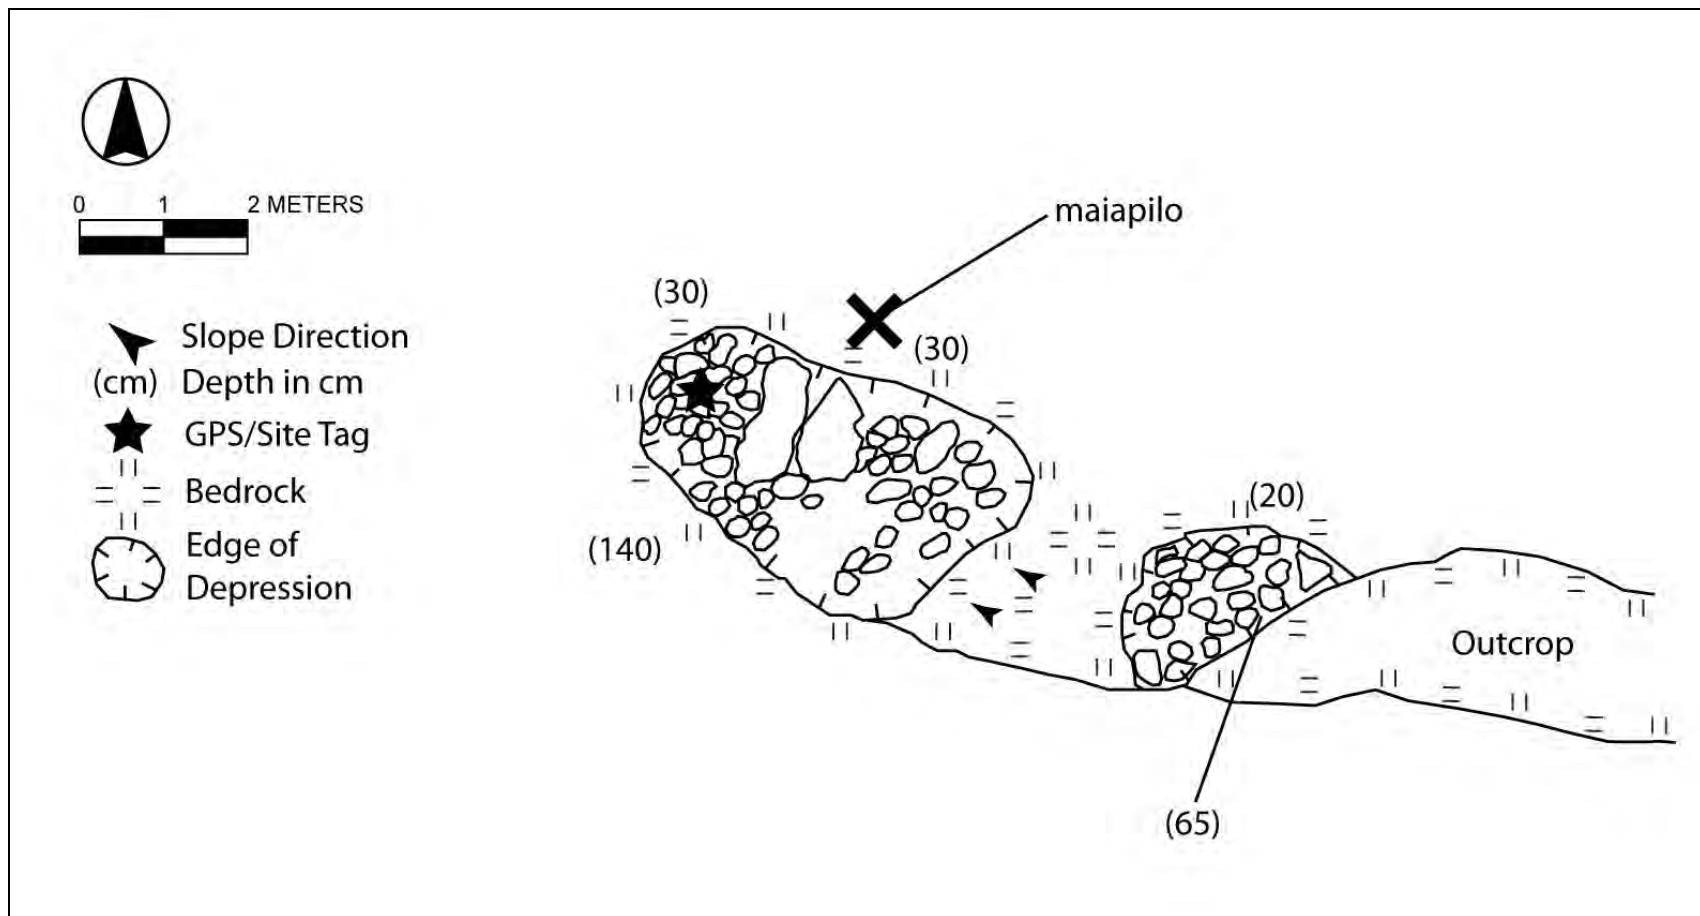 0 1 2 METERS
Slope Direction
(cm) Depth in cm
GPS/Site Tag
Bedrock
Edge of
Depression
maiapilo
(30)
(30)
(140)
(20)
Outcrop
(65)